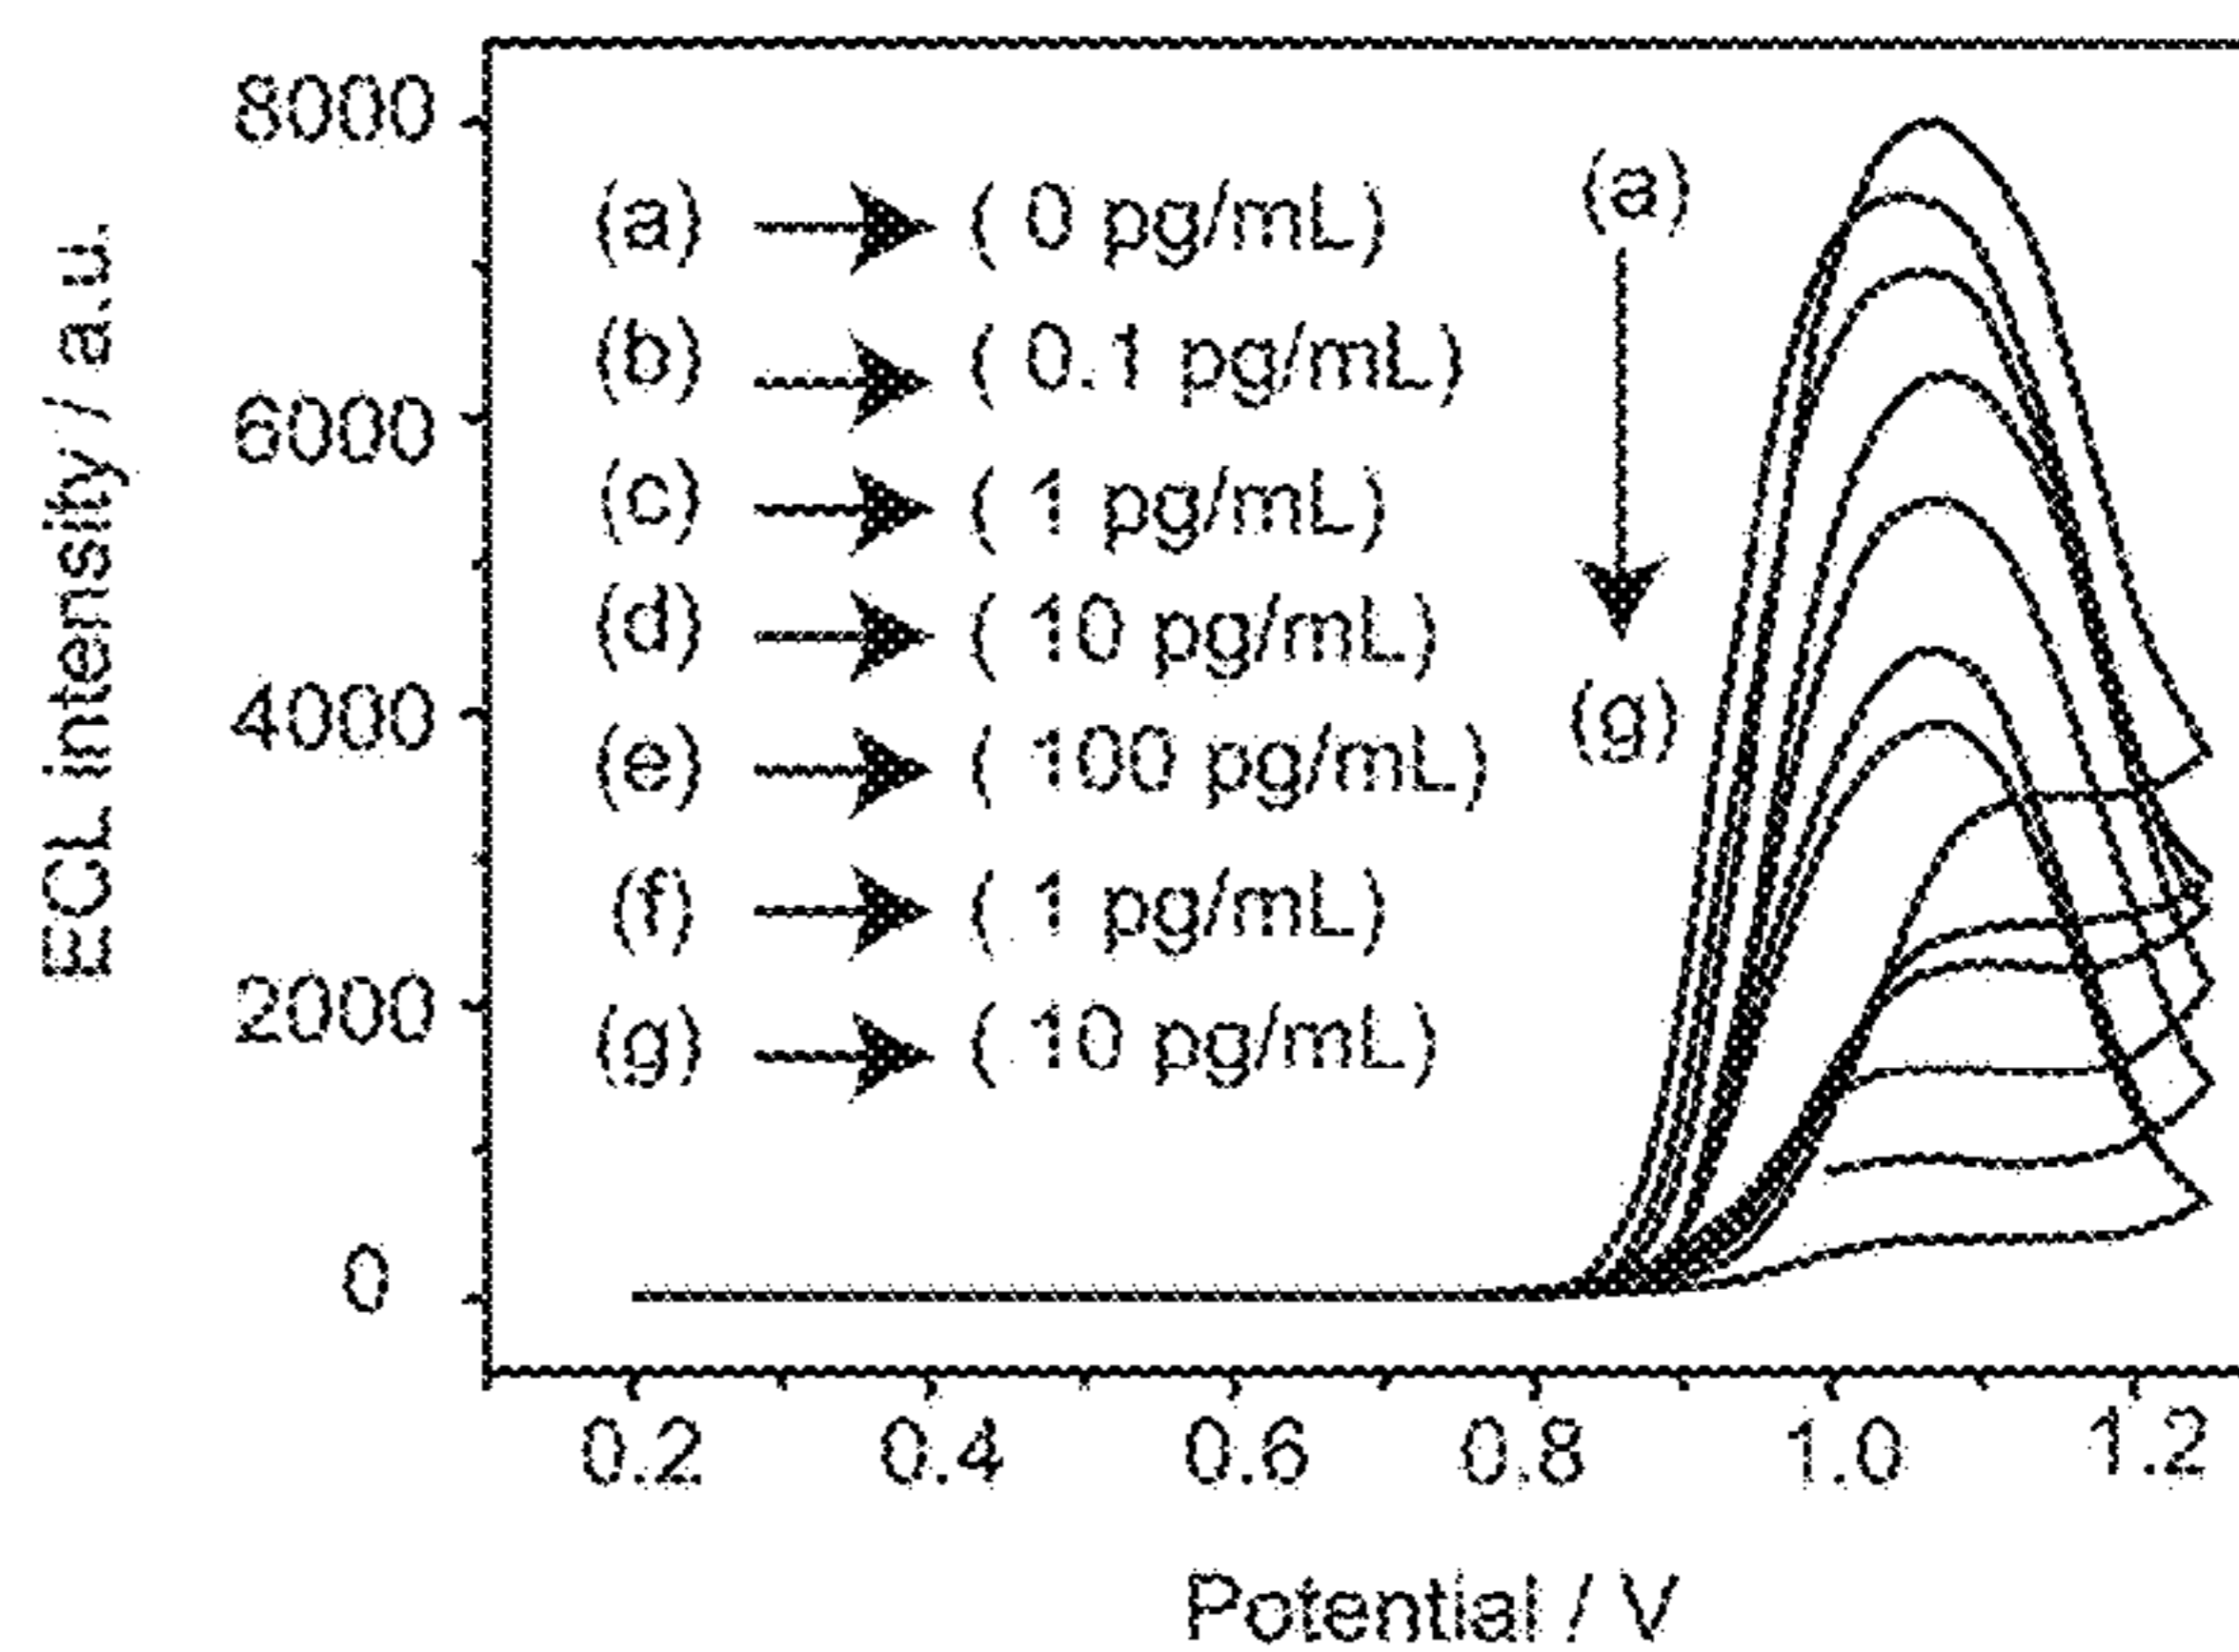 ECL intensity / a.u.
8000
6000
4000
2000
0
(a) ( 0 pg/mL)
(b) ( 0.1 pg/mL)
(c) ( 1 pg/mL)
(d) ( 10 pg/mL)
(e) ( 100 pg/mL)
(f) ( 1 pg/mL)
(g) ( 10 pg/mL)
(a)
(g)
0.2 0.4 0.6 0.8 1.0 1.2
Potential / V